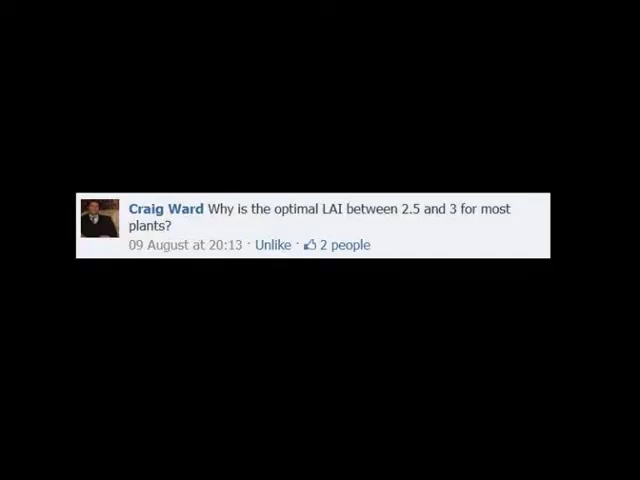 Craig Ward Why is the optimal LAI between 2.5 and 3 for most
plants?
09 August at 20:13 · Unlike · 2 people